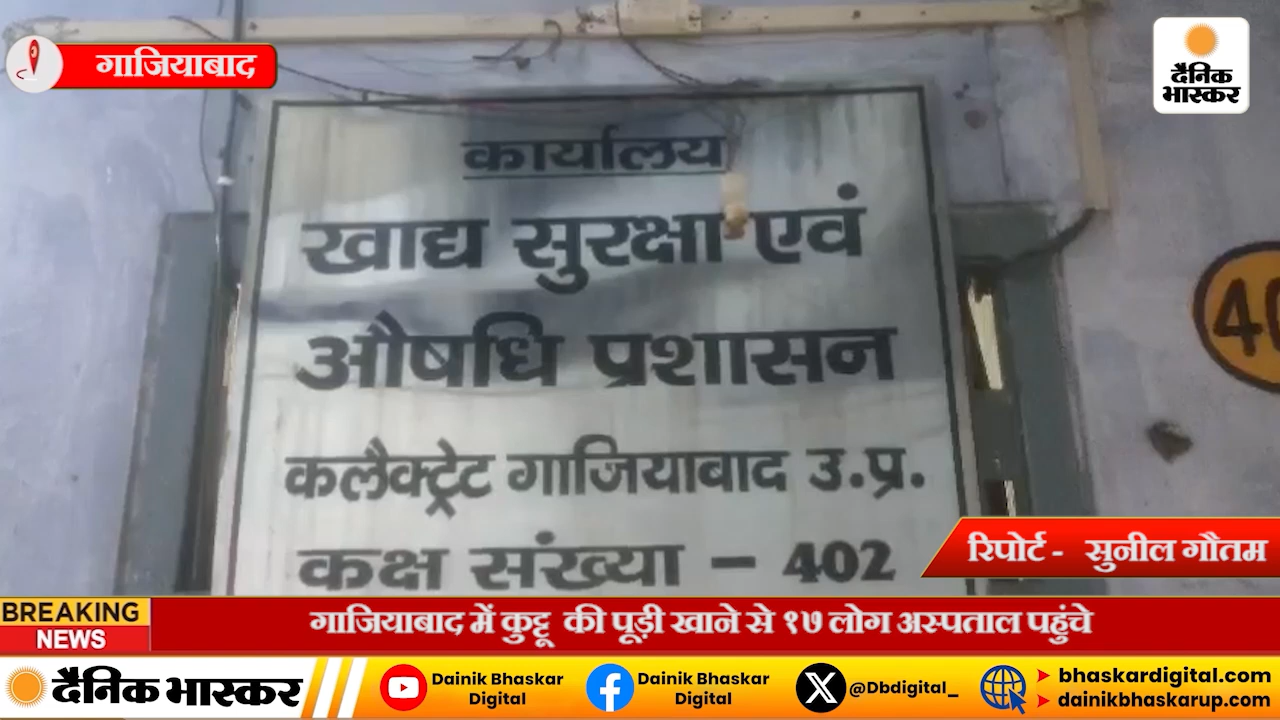 गाजियाबाद
दैनिक
भास्कर
कार्यालय
खाद्य सुरक्षा एवं
औषधि प्रशासन
कलैक्ट्रेट गाजियाबाद उ.प्र.
कक्ष संख्या - 402
रिपोर्ट - सुनील गौतम
BREAKING
NEWS
गाजियाबाद में कुट्टू की पूड़ी खाने से १७ लोग अस्पताल पहुंचे
दैनिक भास्कर
Dainik Bhaskar
Digital
Dainik Bhaskar
Digital
@Dbdigital_
bhaskardigital.com
dainikbhaskarup.com